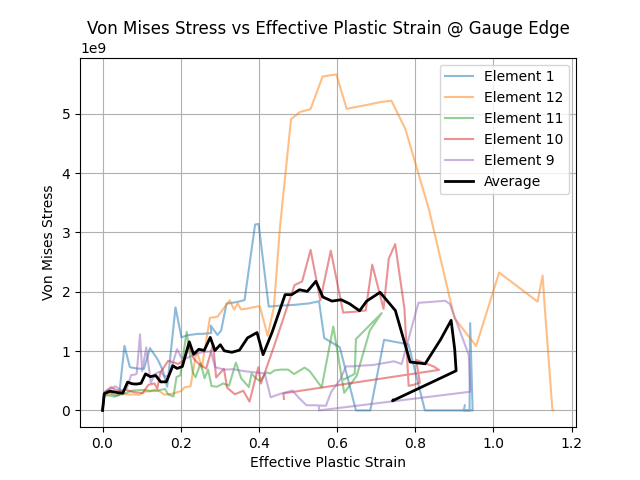 Von Mises Stress vs Effective Plastic Strain @ Gauge Edge
1e9
Element 1
Element 12
Element 11
Element 10
Element 9
Average
5
4
3
2
1
0
Von Mises Stress
0.0 0.2 0.4 0.6 0.8 1.0 1.2
Effective Plastic Strain